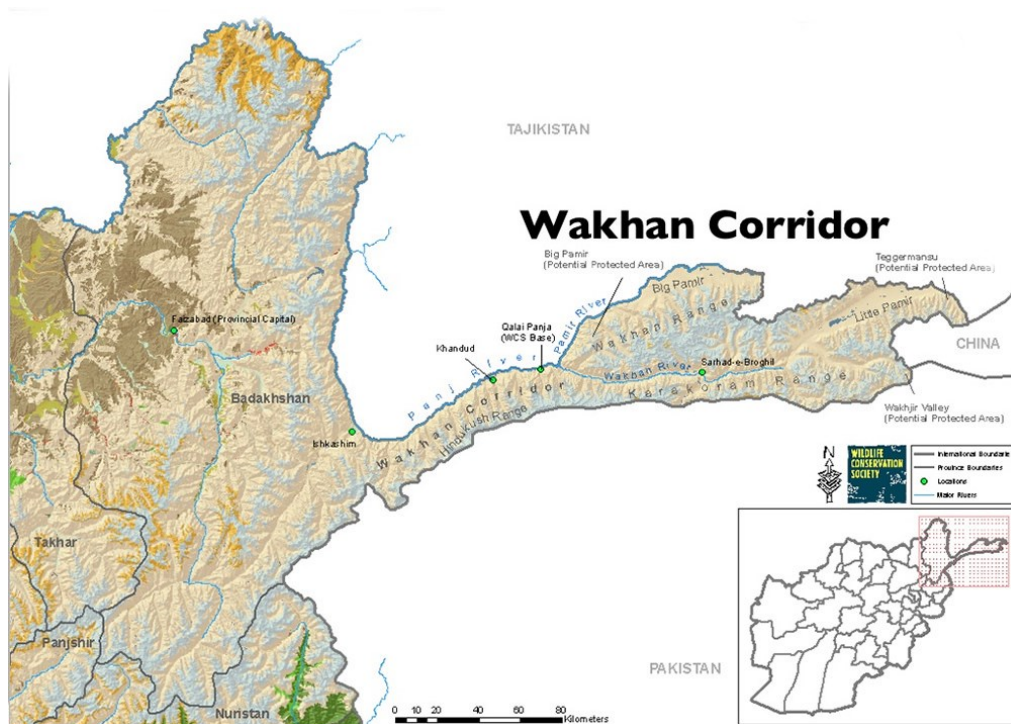 TAJIKISTAN
Wakhan Corridor
Big Pamir
(Potential Protected Area)
Teggermansu
(Potential Protected Area)
Big Pamir
Little Pamir
Pamir River
Wakhan Range
CHINA
Faizabad (Provincial Capital)
Qalai Panja
(WCS Base)
Khandud
Panj River
Wakhan River
Sarhad-e-Broghil
Badakhshan
Wakhan Corridor
Karakoram Range
Hindukush Range
Wakhjir Valley
(Potential Protected Area)
Ishkashim
N
WILDLIFE
CONSERVATION
SOCIETY
International Boundarie
Province Boundaries
Locations
Major Rivers
Takhar
Panjshir
Nuristan
PAKISTAN
0 10 20 40 60 80
Kilometers